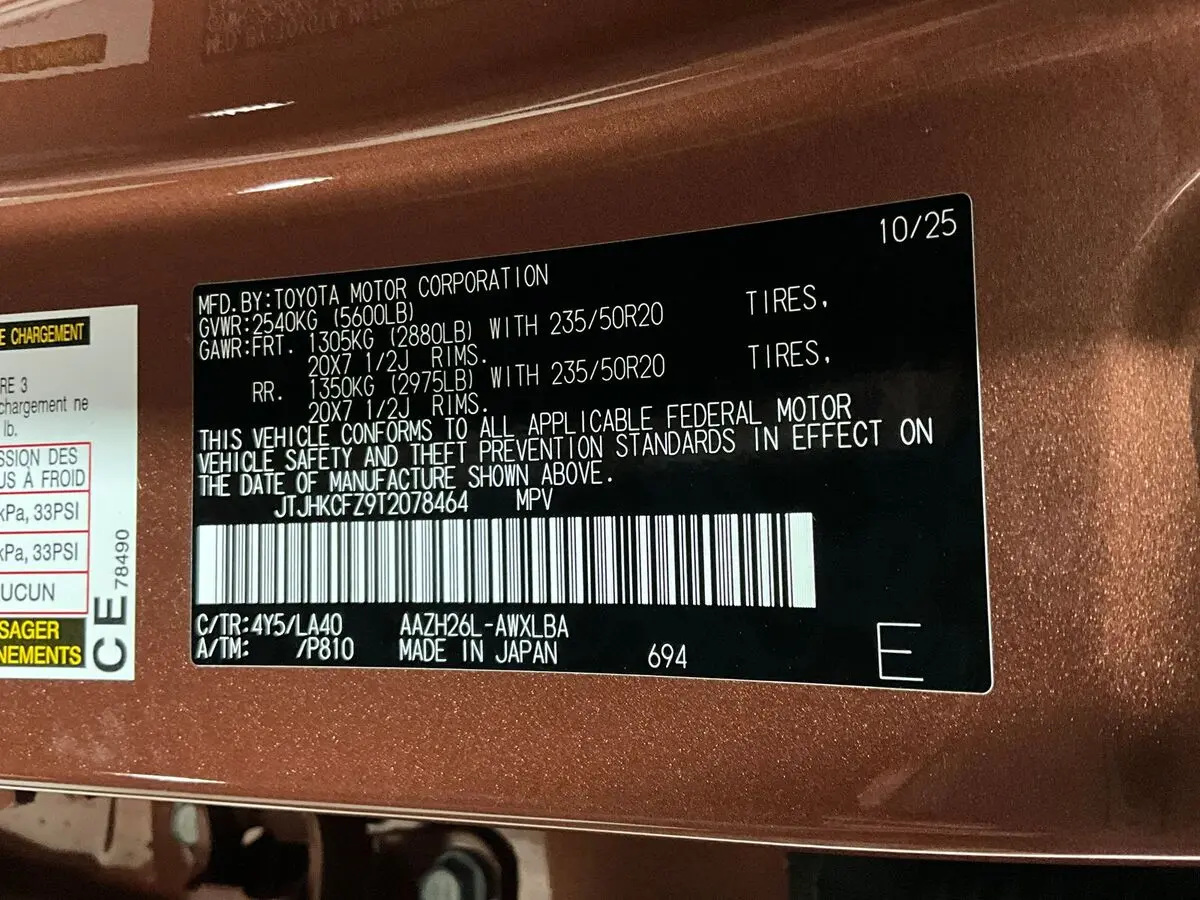 10/25
MFD.BY:TOYOTA MOTOR CORPORATION
GVWR:2540KG (5600LB)
GAWR:FRT. 1305KG (2880LB) WITH 235/50R20 TIRES,
20X7 1/2J RIMS.
RR. 1350KG (2975LB) WITH 235/50R20 TIRES,
20X7 1/2J RIMS.
THIS VEHICLE CONFORMS TO ALL APPLICABLE FEDERAL MOTOR
VEHICLE SAFETY AND THEFT PREVENTION STANDARDS IN EFFECT ON
THE DATE OF MANUFACTURE SHOWN ABOVE.
JTJHKCFZ9T2078464 MPV
C/TR:4Y5/LA40 AAZH26L-AWXLBA
A/TM: /P810 MADE IN JAPAN 694 E
E CHARGEMENT
RE 3
chargement ne
lb.
SSION DES
US À FROID
kPa, 33PSI
kPa, 33PSI
UCUN
SAGER
NEMENTS
CE 78490